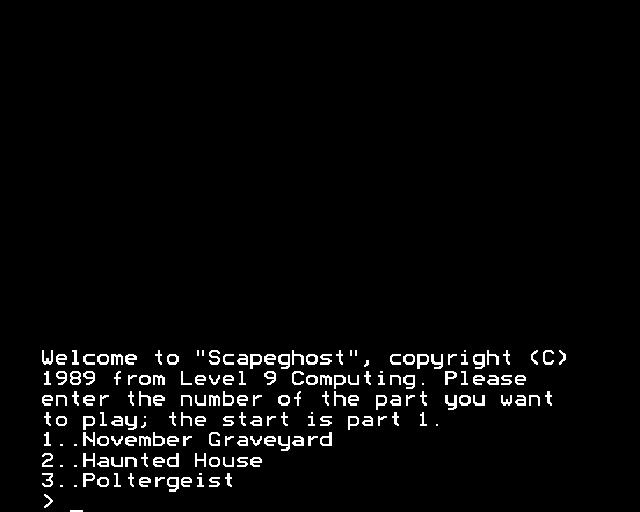 Welcome to "Scapeghost", copyright (C)
1989 from Level 9 Computing. Please
enter the number of the part you want
to play; the start is part 1.
1..November Graveyard
2..Haunted House
3..Poltergeist
> _